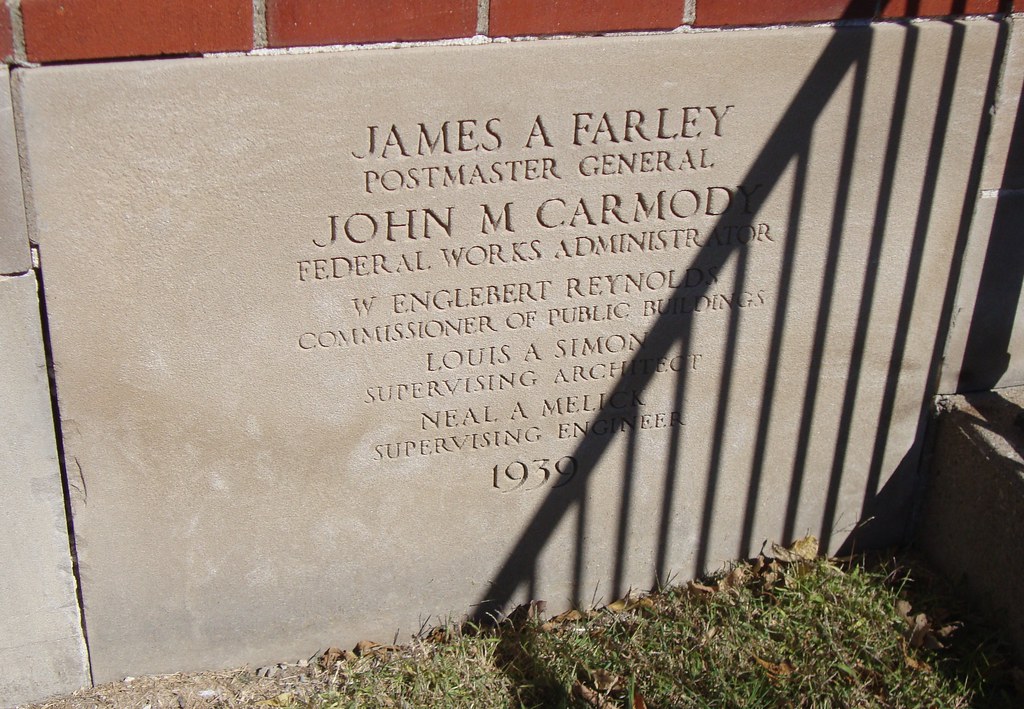 JAMES A FARLEY
POSTMASTER GENERAL
JOHN M CARMODY
FEDERAL WORKS ADMINISTRATOR
W ENGLEBERT REYNOLDS
COMMISSIONER OF PUBLIC BUILDINGS
LOUIS A SIMON
SUPERVISING ARCHITECT
NEAL A MELICK
SUPERVISING ENGINEER
1939